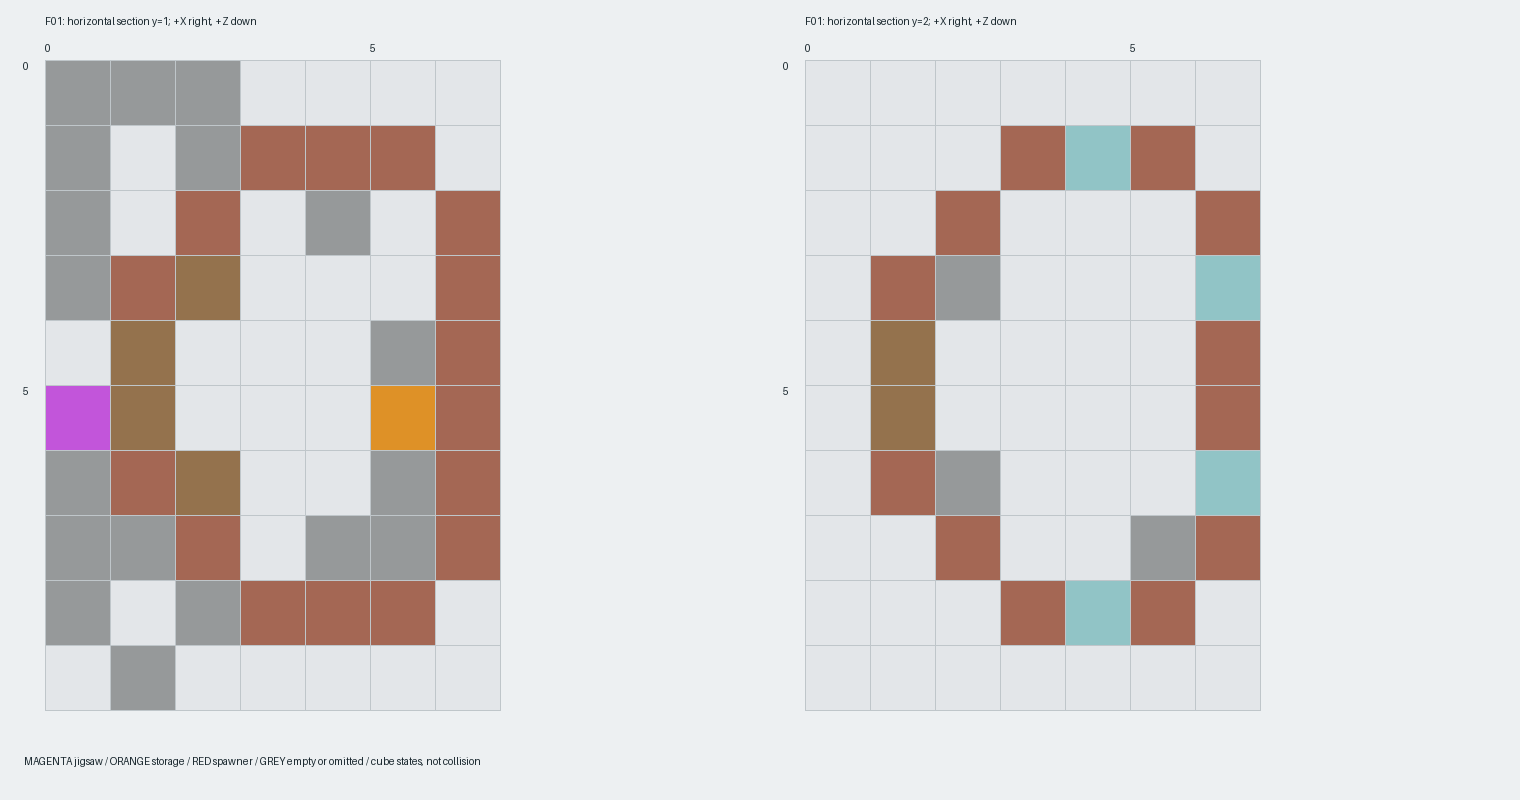 F01: horizontal section y=1; +X right, +Z down
F01: horizontal section y=2; +X right, +Z down
0 5
0 5
0
0
5
5
MAGENTA jigsaw / ORANGE storage / RED spawner / GREY empty or omitted / cube states, not collision